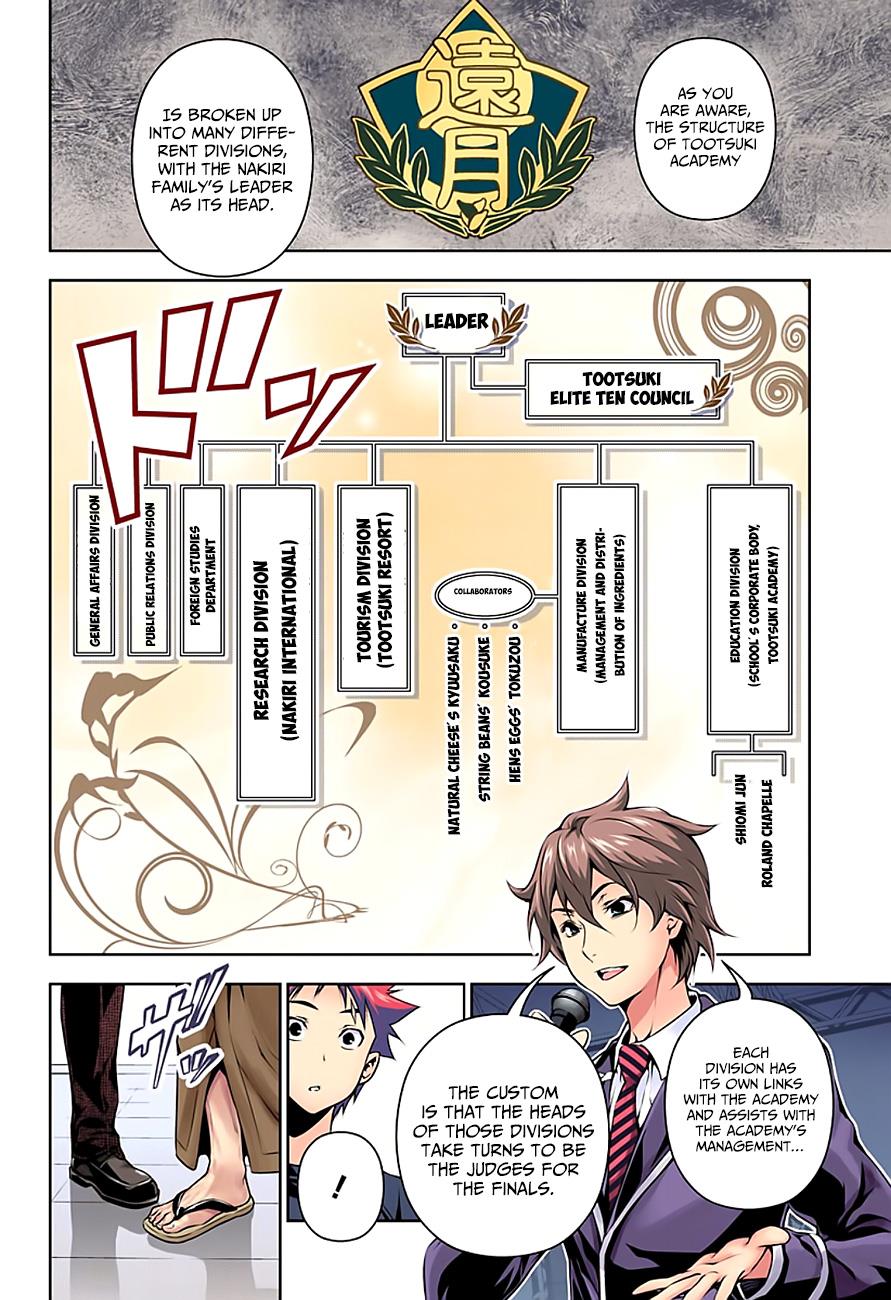 AS YOU
ARE AWARE,
THE STRUCTURE
OF TOOTSUKI
ACADEMY
遠月
IS BROKEN UP
INTO MANY DIFFE-
RENT DIVISIONS,
WITH THE NAKIRI
FAMILY'S LEADER
AS ITS HEAD.
ドン
LEADER
TOOTSUKI
ELITE TEN COUNCIL
GENERAL AFFAIRS DIVISION
PUBLIC RELATIONS DIVISION
FOREIGN STUDIES
DEPARTMENT
RESEARCH DIVISION
(NAKIRI INTERNATIONAL)
TOURISM DIVISION
(TOOTSUKI RESORT)
COLLABORATORS
NATURAL CHEESE'S KYUUSAKU
STRING BEANS' KOUSUKE
HENS EGGS' TOKUZOU
MANUFACTURE DIVISION
(MANAGEMENT AND DISTRI-
BUTION OF INGREDIENTS)
EDUCATION DIVISION
(SCHOOL'S CORPORATE BODY,
TOOTSUKI ACADEMY)
SHIOMI JUN
ROLAND CHAPELLE
EACH
DIVISION HAS
ITS OWN LINKS
WITH THE ACADEMY
AND ASSISTS WITH
THE ACADEMY'S
MANAGEMENT...
THE CUSTOM
IS THAT THE HEADS
OF THOSE DIVISIONS
TAKE TURNS TO BE
THE JUDGES FOR
THE FINALS.
!
ザッ